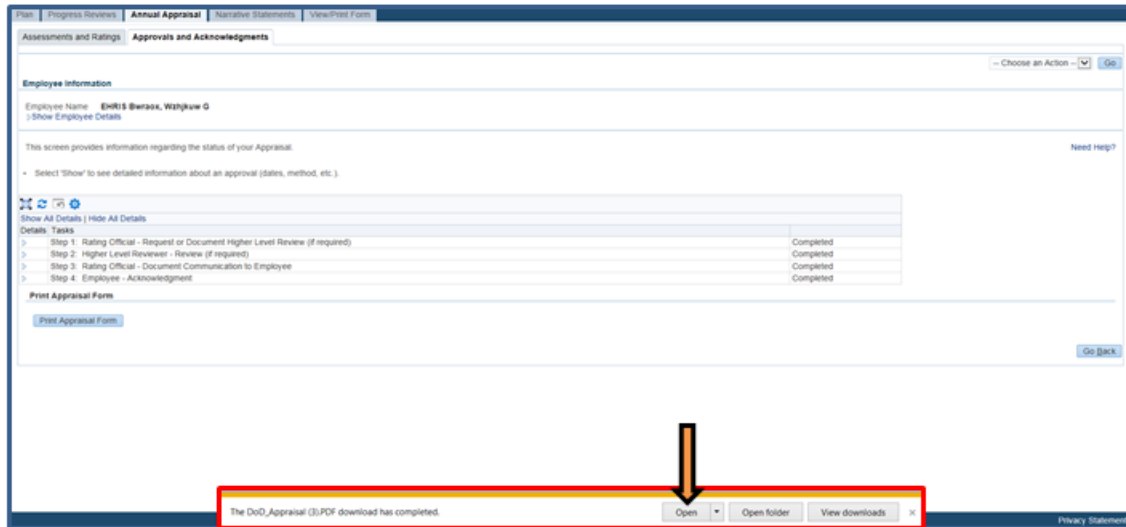 Plan Progress Reviews Annual Appraisal Narrative Statements View/Print Form
Assessments and Ratings Approvals and Acknowledgments
-- Choose an Action -- Go
Employee Information
Employee Name EHRIS Bwraox, Wzhjkuw G
Show Employee Details
This screen provides information regarding the status of your Appraisal. Need Help?
• Select 'Show' to see detailed information about an approval (dates, method, etc.).
Show All Details | Hide All Details
Details Tasks
Step 1: Rating Official - Request or Document Higher Level Review (if required) Completed
Step 2: Higher Level Reviewer - Review (if required) Completed
Step 3: Rating Official - Document Communication to Employee Completed
Step 4: Employee - Acknowledgment Completed
Print Appraisal Form
Print Appraisal Form
Go Back
The DoD_Appraisal (3).PDF download has completed. Open Open folder View downloads ×
Privacy Statement